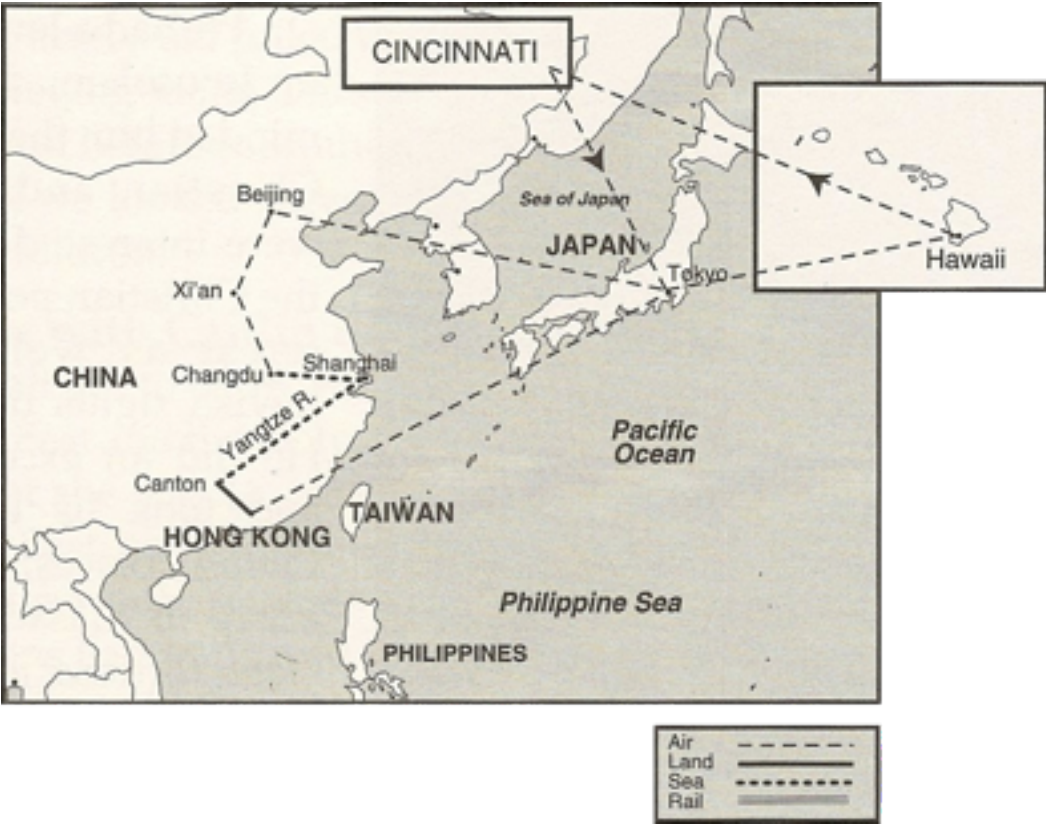 CINCINNATI
Beijing
Sea of Japan
JAPAN
Tokyo
Hawaii
Xi'an
Shanghai
CHINA
Changdu
Yangtze R.
Pacific
Ocean
Canton
TAIWAN
HONG KONG
Philippine Sea
PHILIPPINES
Air
Land
Sea
Rail